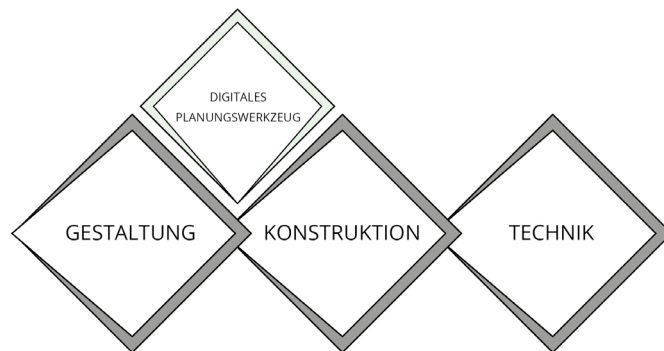 DIGITALES
PLANUNGSWERKZEUG
GESTALTUNG
KONSTRUKTION
TECHNIK